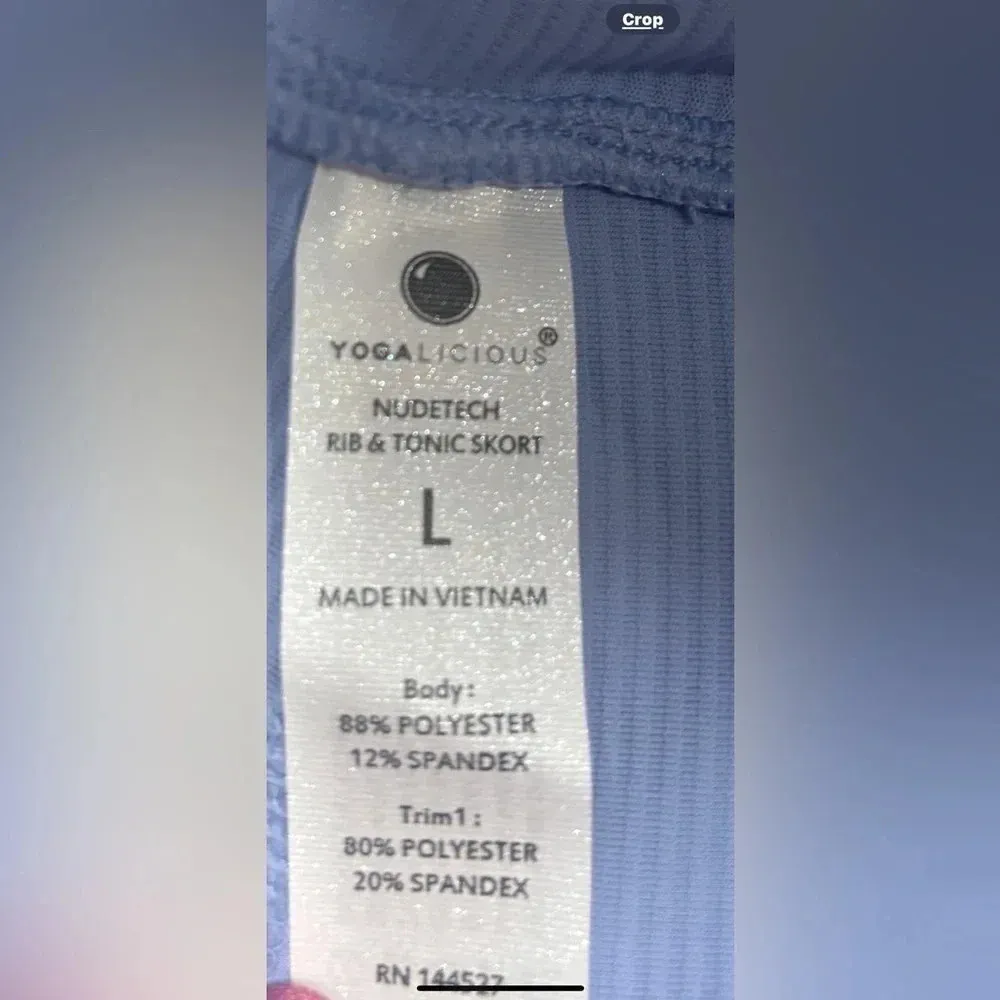 Crop
YOGALICIOUS®
NUDETECH
RIB & TONIC SKORT
L
MADE IN VIETNAM
Body:
88% POLYESTER
12% SPANDEX
Trim1:
80% POLYESTER
20% SPANDEX
RN 144527